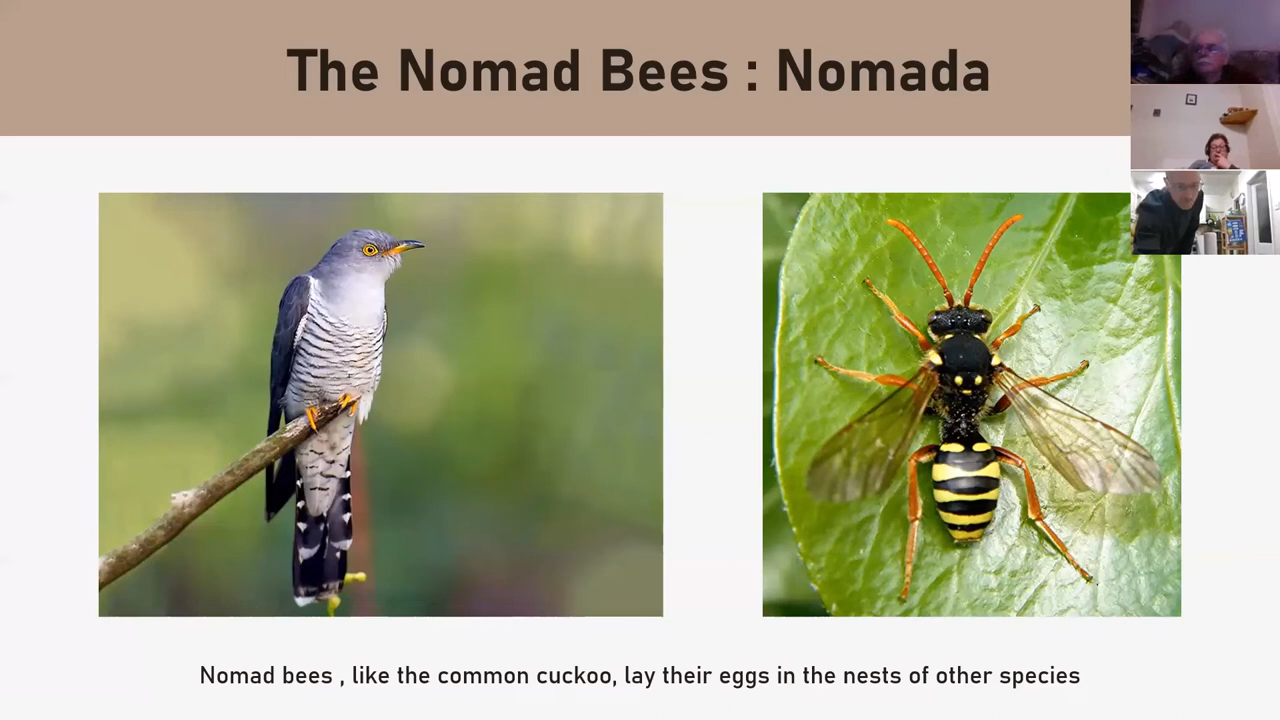 The Nomad Bees : Nomada
Nomad bees , like the common cuckoo, lay their eggs in the nests of other species